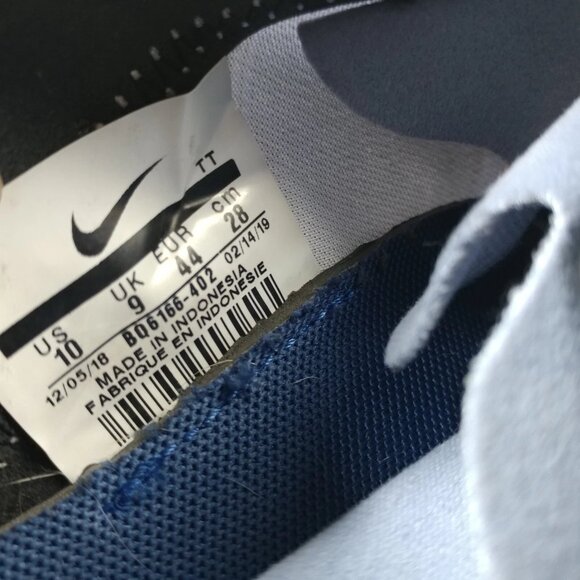 TT
US UK EUR cm
10 9 44 28
12/05/18 BQ6166-402 02/14/19
MADE IN INDONESIA
FABRIQUE EN INDONESIE